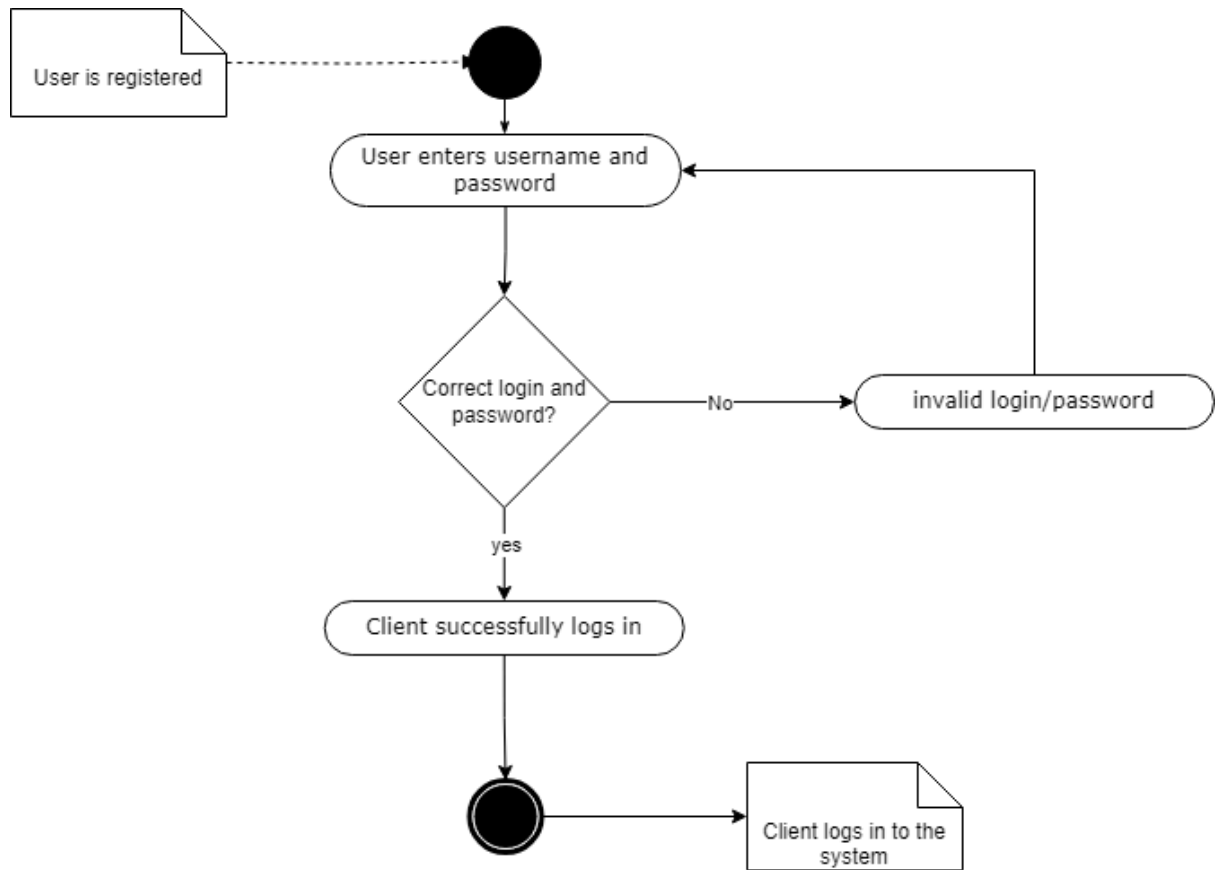 User is registered
User enters username and
password
Correct login and
password?
No
invalid login/password
yes
Client successfully logs in
Client logs in to the
system